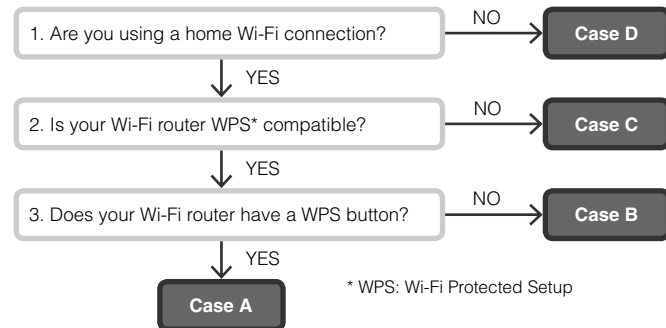 1. Are you using a home Wi-Fi connection?
NO
Case D
YES
2. Is your Wi-Fi router WPS* compatible?
NO
Case C
YES
3. Does your Wi-Fi router have a WPS button?
NO
Case B
YES
Case A
* WPS: Wi-Fi Protected Setup